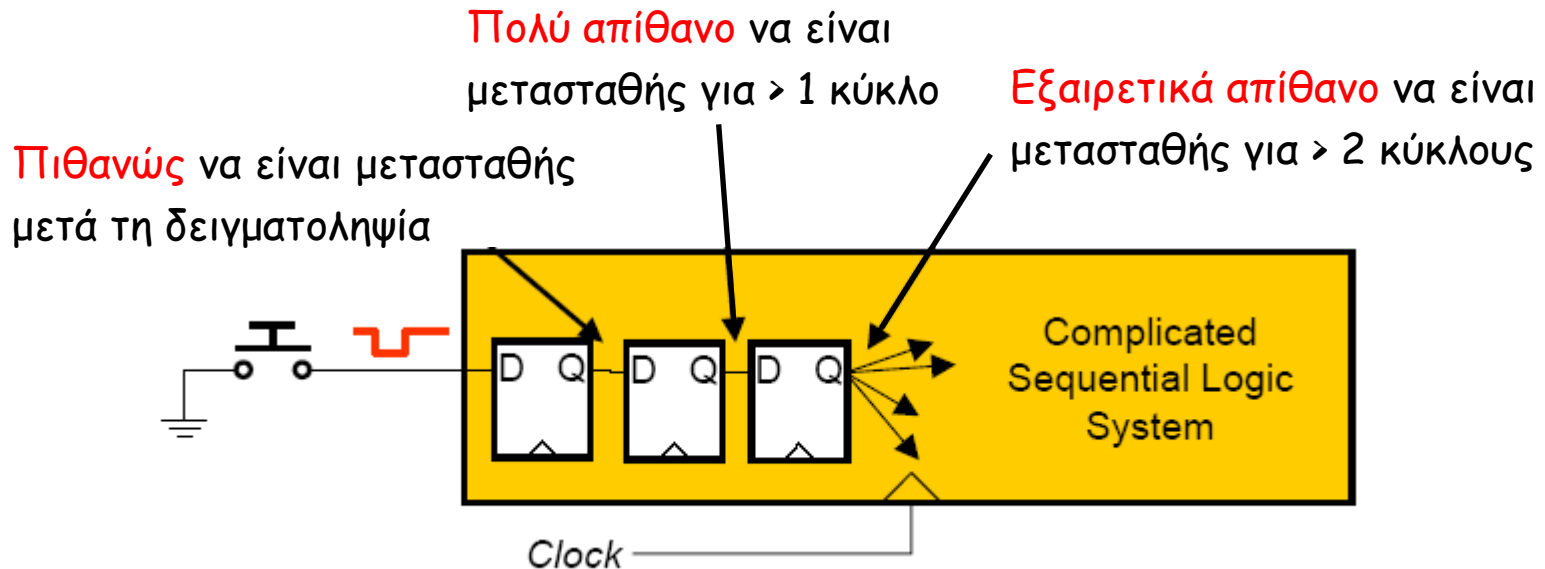 Πολύ απίθανο να είναι
μετασταθής για > 1 κύκλο
Εξαιρετικά απίθανο να είναι
μετασταθής για > 2 κύκλους
Πιθανώς να είναι μετασταθής
μετά τη δειγματοληψία
D Q D Q D Q
Complicated
Sequential Logic
System
Clock